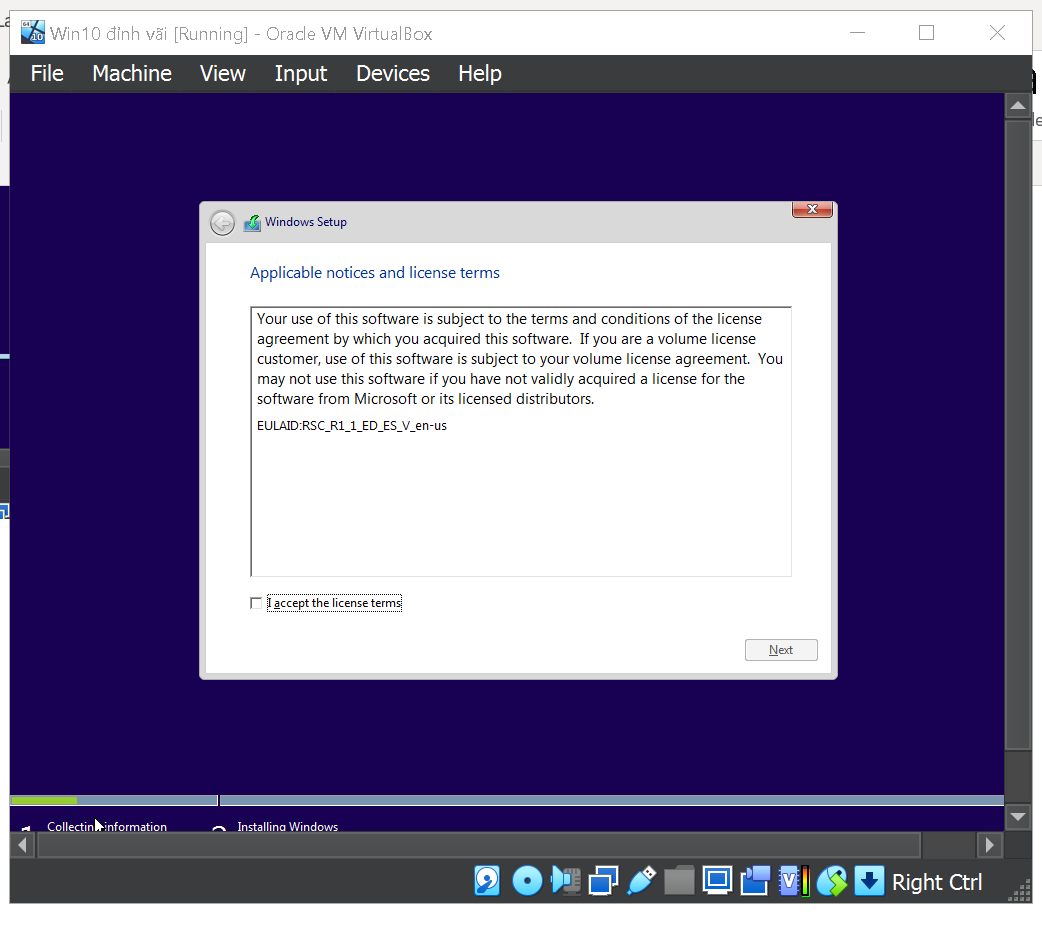 Win10 đỉnh vãi [Running] - Oracle VM VirtualBox
File Machine View Input Devices Help
Windows Setup
Applicable notices and license terms
Your use of this software is subject to the terms and conditions of the license
agreement by which you acquired this software.  If you are a volume license
customer, use of this software is subject to your volume license agreement.  You
may not use this software if you have not validly acquired a license for the
software from Microsoft or its licensed distributors.
EULAID:RSC_R1_1_ED_ES_V_en-us
I accept the license terms
Next
Collecting information
Installing Windows
Right Ctrl